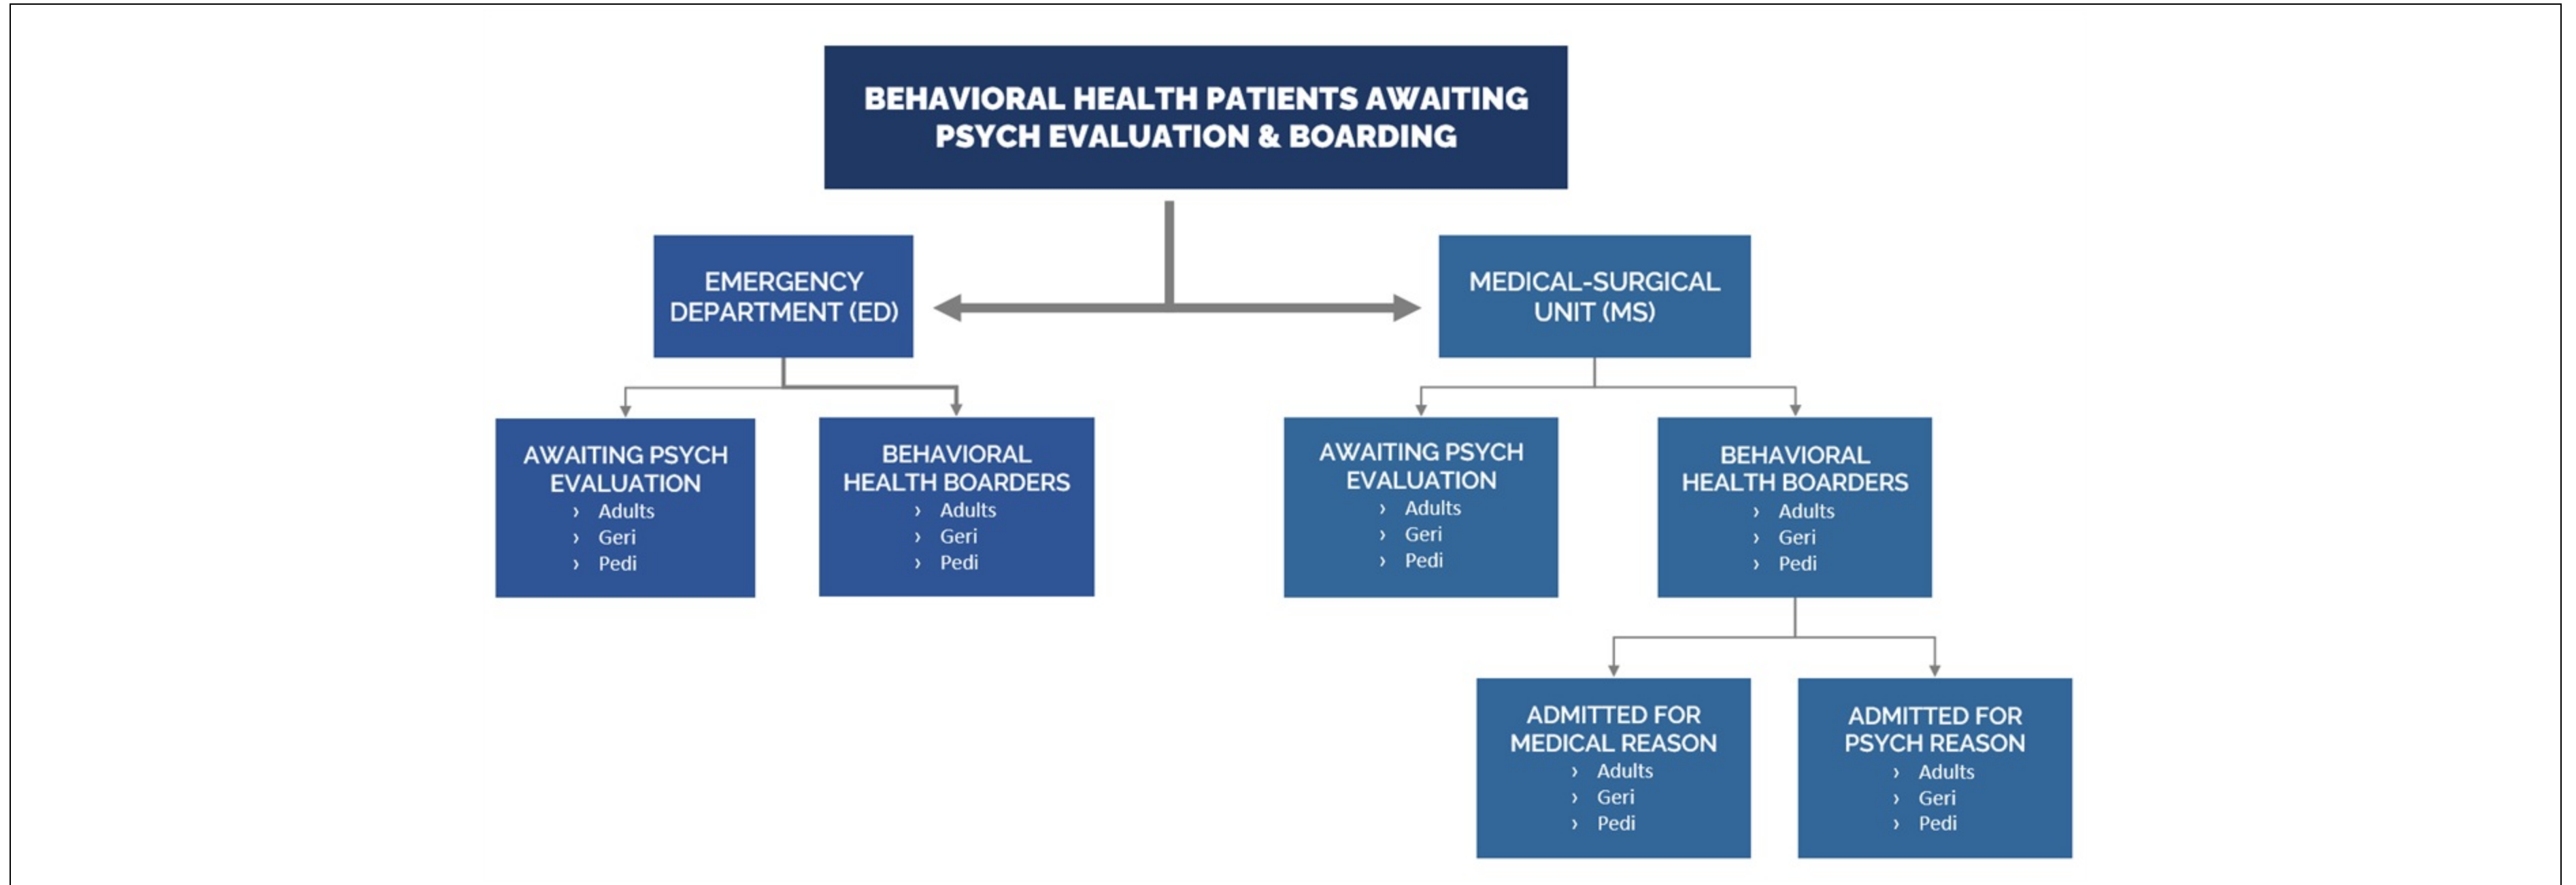 BEHAVIORAL HEALTH PATIENTS AWAITING
PSYCH EVALUATION & BOARDING
EMERGENCY
DEPARTMENT (ED)
MEDICAL-SURGICAL
UNIT (MS)
AWAITING PSYCH
EVALUATION
› Adults
› Geri
› Pedi
BEHAVIORAL
HEALTH BOARDERS
› Adults
› Geri
› Pedi
AWAITING PSYCH
EVALUATION
› Adults
› Geri
› Pedi
BEHAVIORAL
HEALTH BOARDERS
› Adults
› Geri
› Pedi
ADMITTED FOR
MEDICAL REASON
› Adults
› Geri
› Pedi
ADMITTED FOR
PSYCH REASON
› Adults
› Geri
› Pedi